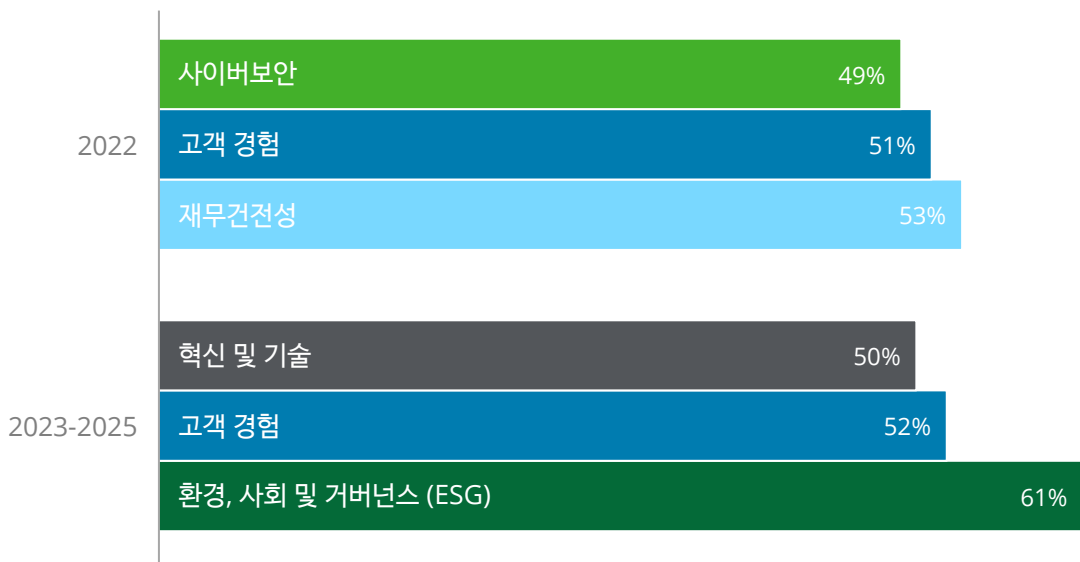 사이버보안 49%
2022 고객 경험 51%
재무건전성 53%
혁신 및 기술 50%
2023-2025 고객 경험 52%
환경, 사회 및 거버넌스 (ESG) 61%